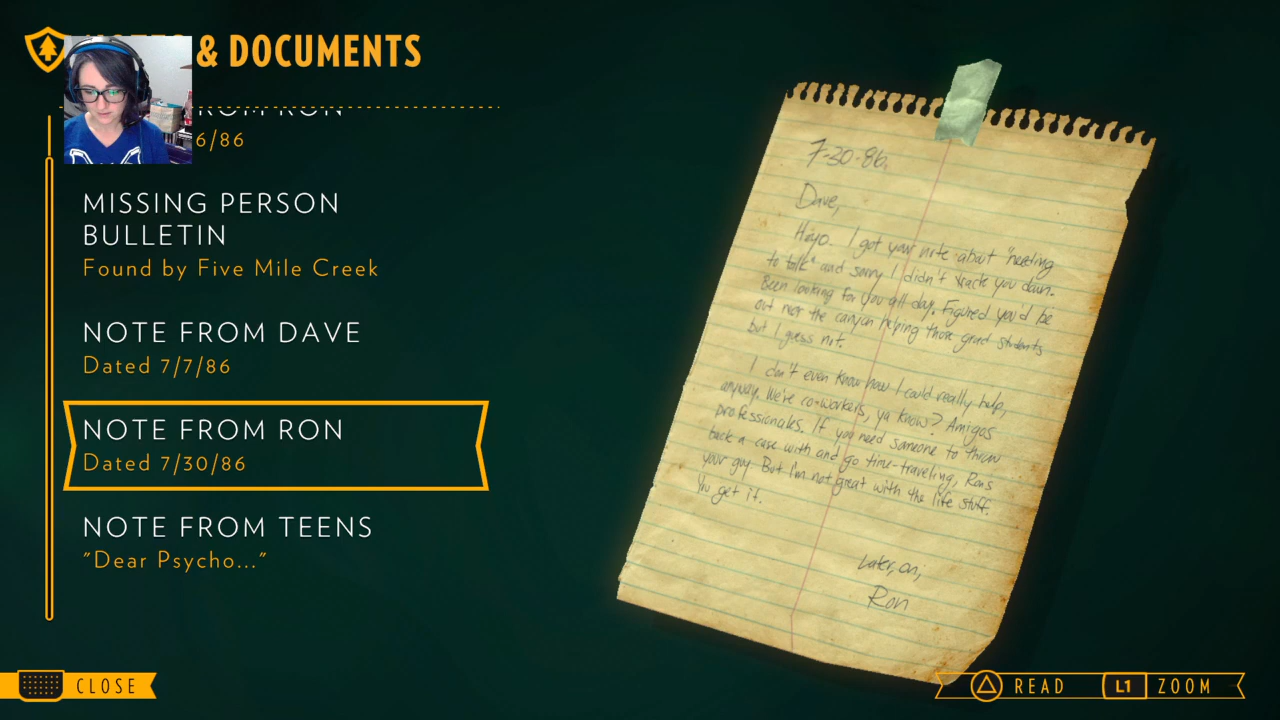 & DOCUMENTS
6/86
MISSING PERSON
BULLETIN
Found by Five Mile Creek
NOTE FROM DAVE
Dated 7/7/86
NOTE FROM RON
Dated 7/30/86
NOTE FROM TEENS
"Dear Psycho..."
CLOSE
7-30-86
Dave,
Hiyo. I got your note about "needing
to talk" and sorry I didn't track you down.
Been looking for you all day. Figured you'd be
out near the canyon helping those grad students
but I guess not.
I don't even know how I could really help,
anyway. We're co-workers, ya know? Amigos
professionales. If you need someone to throw
back a case with and go time-traveling, Rons
your guy. But I'm not great with the life stuff.
You get it.
Later, on,
Ron
READ L1 ZOOM